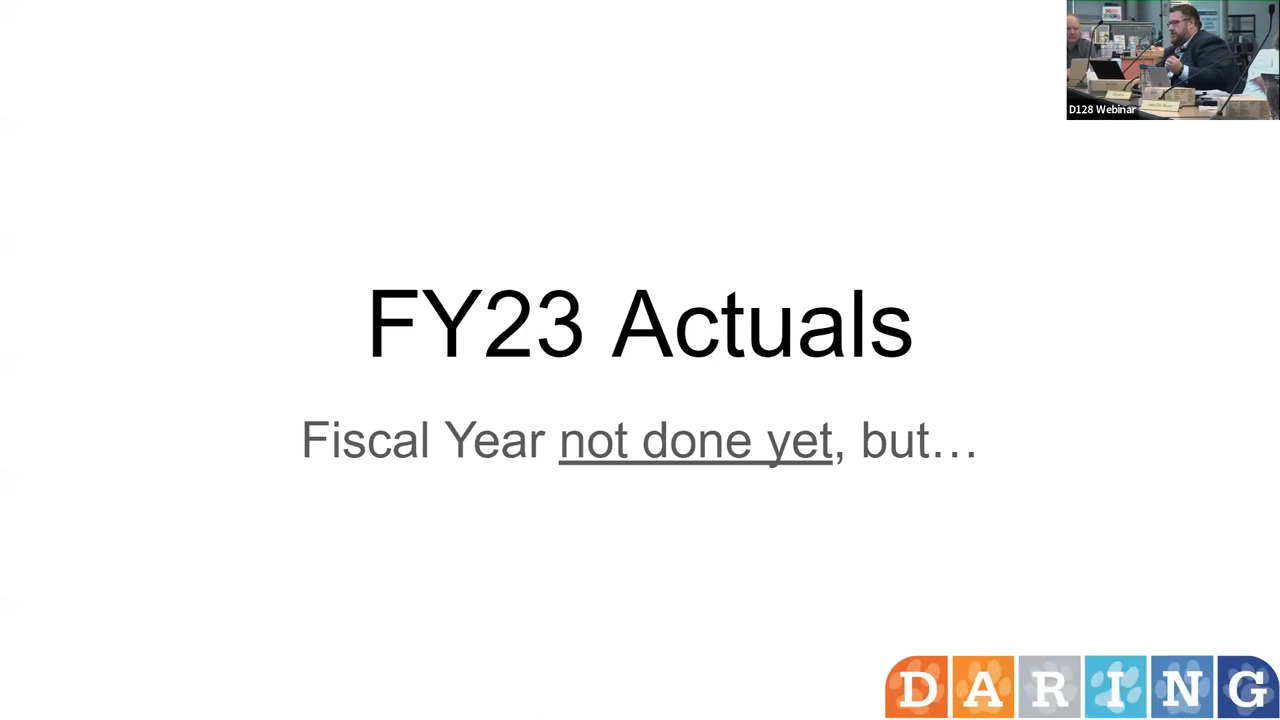 D128 Webinar
FY23 Actuals
Fiscal Year not done yet, but…
DARING